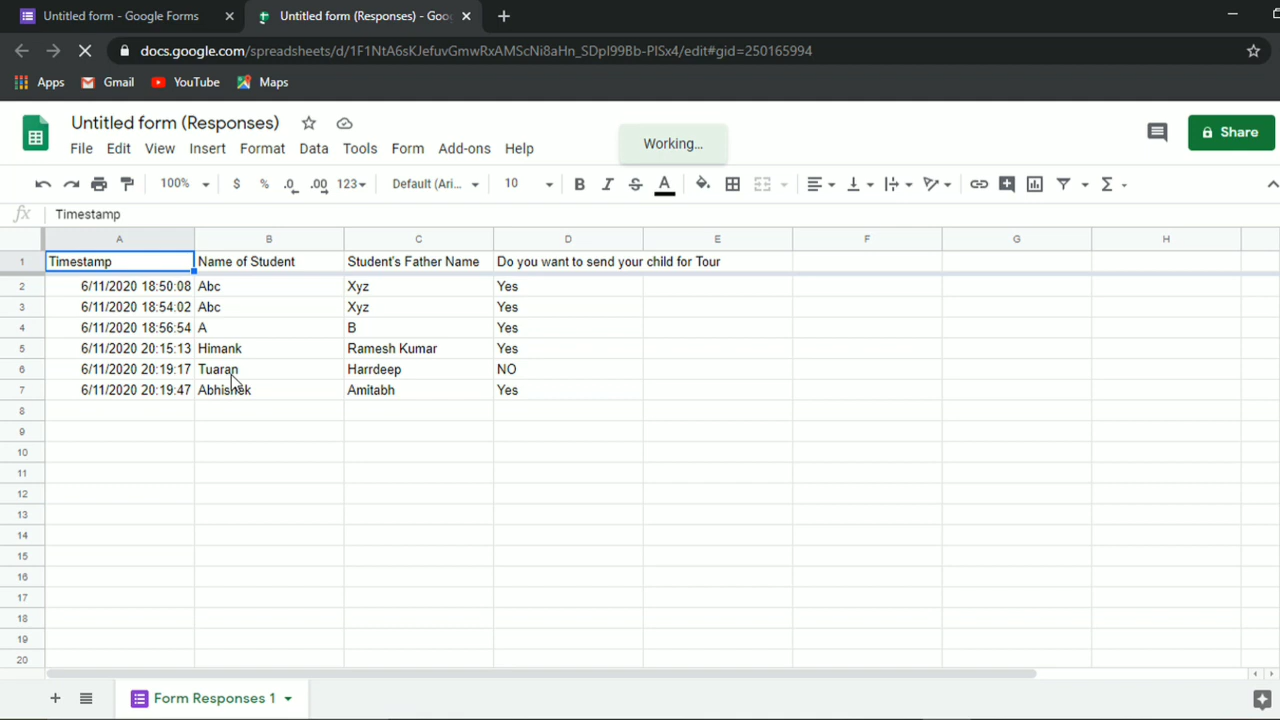 Untitled form - Google Forms Untitled form (Responses) - Goo
docs.google.com/spreadsheets/d/1F1NtA6sKJefuvGmwRxAMScNi8aHn_SDpl99Bb-PISx4/edit#gid=250165994
Apps Gmail YouTube Maps
Untitled form (Responses)
File Edit View Insert Format Data Tools Form Add-ons Help
Working...
Share
100% $ % .0 .00 123 Default (Ari... 10 B I S A Σ
fx Timestamp
A B C D E F G H
1 Timestamp Name of Student Student's Father Name Do you want to send your child for Tour
2 6/11/2020 18:50:08 Abc Xyz Yes
3 6/11/2020 18:54:02 Abc Xyz Yes
4 6/11/2020 18:56:54 A B Yes
5 6/11/2020 20:15:13 Himank Ramesh Kumar Yes
6 6/11/2020 20:19:17 Tuaran Harrdeep NO
7 6/11/2020 20:19:47 Abhishek Amitabh Yes
8
9
10
11
12
13
14
15
16
17
18
19
20
Form Responses 1